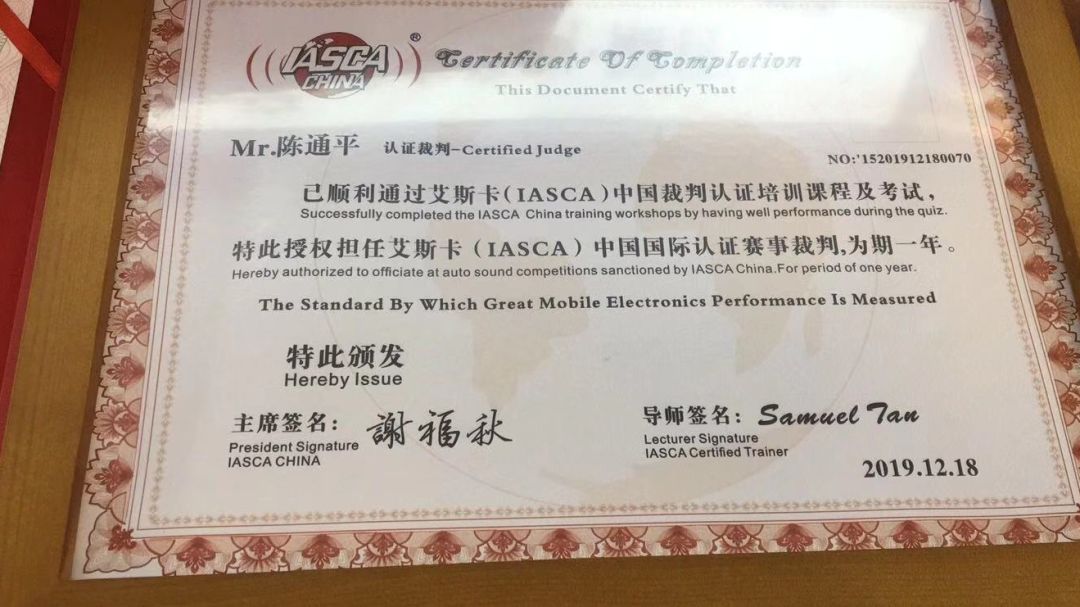 IASCA ®
CHINA
Certificate Of Completion
This Document Certify That
Mr.陈通平 认证裁判-Certified Judge
NO:'15201912180070
已顺利通过艾斯卡(IASCA)中国裁判认证培训课程及考试,
Successfully completed the IASCA China training workshops by having well performance during the quiz.
特此授权担任艾斯卡(IASCA)中国国际认证赛事裁判,为期一年。
Hereby authorized to officiate at auto sound competitions sanctioned by IASCA China.For period of one year.
The Standard By Which Great Mobile Electronics Performance Is Measured
特此颁发
Hereby Issue
主席签名: 謝福秋
President Signature
IASCA CHINA
导师签名: Samuel Tan
Lecturer Signature
IASCA Certified Trainer
2019.12.18